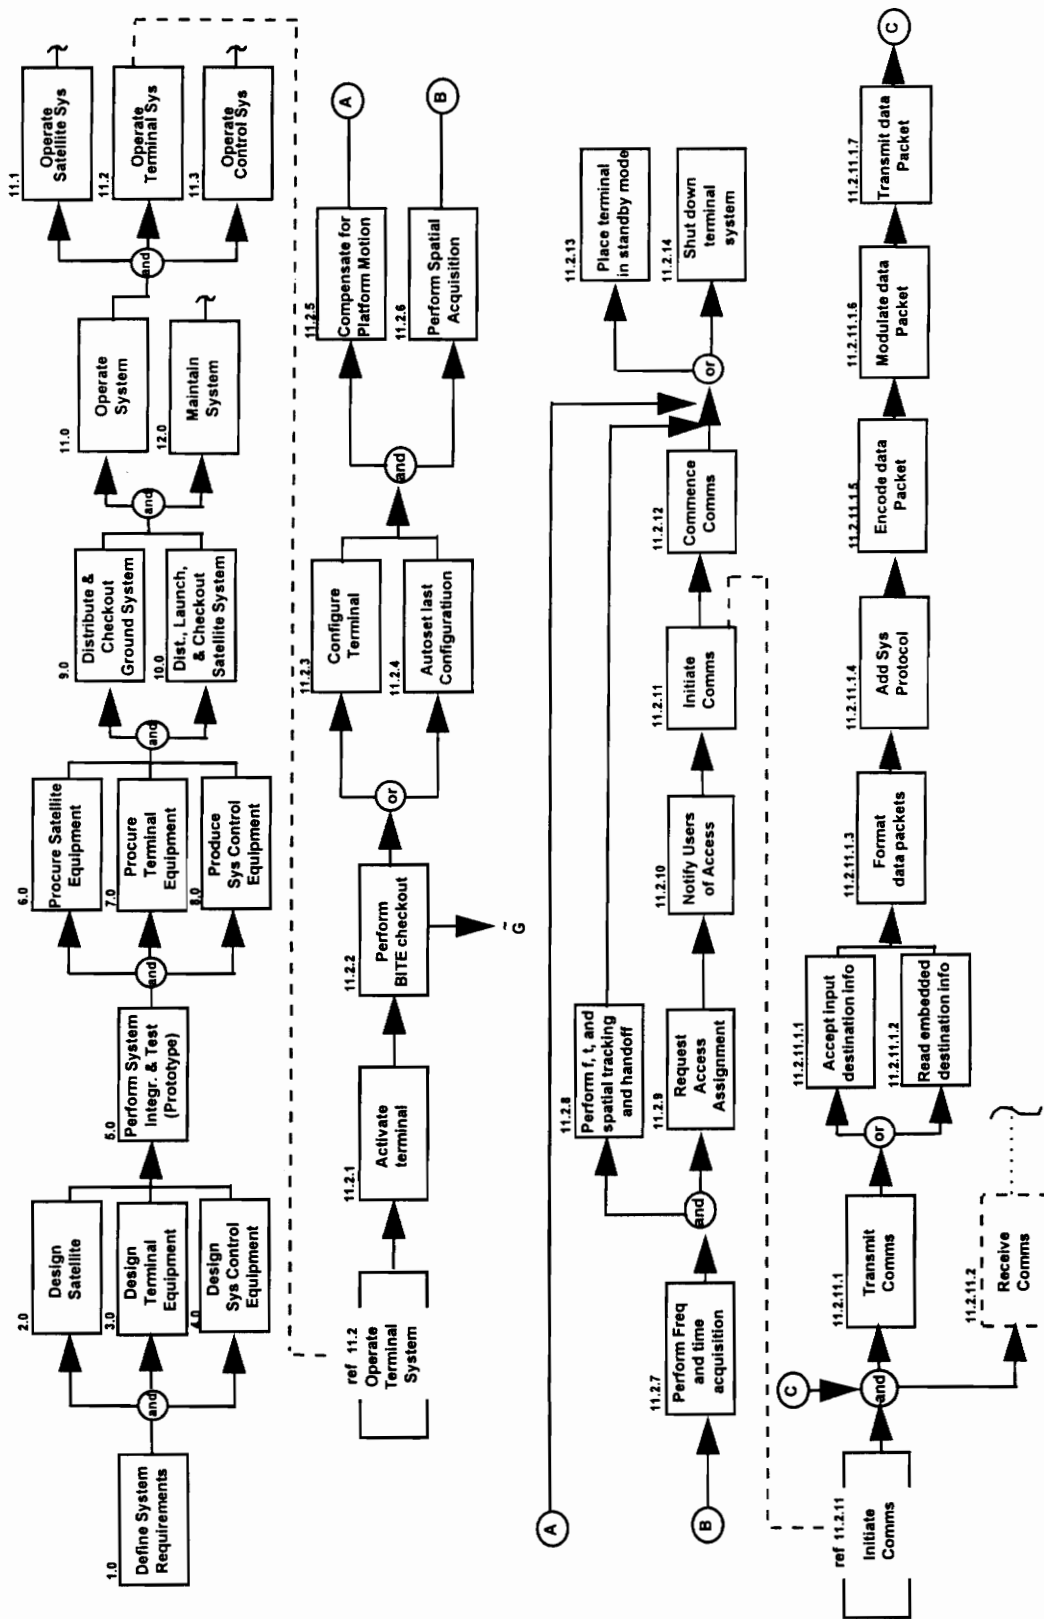 1.0
Define System
Requirements
and
2.0
Design
Satellite
3.0
Design
Terminal
Equipment
4.0
Design
Sys Control
Equipment
5.0
Perform System
Integr. & Test
(Prototype)
and
6.0
Procure Satellite
Equipment
7.0
Procure
Terminal
Equipment
8.0
Produce
Sys Control
Equipment
and
9.0
Distribute &
Checkout
Ground System
10.0
Dist., Launch,
& Checkout
Satellite System
and
11.0
Operate
System
12.0
Maintain
System
and
11.1
Operate
Satellite Sys
11.2
Operate
Terminal Sys
11.3
Operate
Control Sys
ref 11.2
Operate
Terminal
System
11.2.1
Activate
terminal
11.2.2
Perform
BITE checkout
~
G
or
11.2.3
Configure
Terminal
11.2.4
Autoset last
Configuratiuon
and
11.2.5
Compensate for
Platform Motion
A
11.2.6
Perform Spatial
Acquisition
B
A
B
11.2.7
Perform Freq
and time
acquisition
and
11.2.8
Perform f, t, and
spatial tracking
and handoff
11.2.9
Request
Access
Assignment
11.2.10
Notify Users
of Access
11.2.11
Initiate
Comms
11.2.12
Commence
Comms
or
11.2.13
Place terminal
in standby mode
11.2.14
Shut down
terminal
system
ref 11.2.11
Initiate
Comms
C
and
11.2.11.1
Transmit
Comms
11.2.11.2
Receive
Comms
or
11.2.11.1.1
Accept input
destination info
11.2.11.1.2
Read embedded
destination info
11.2.11.1.3
Format
data packets
11.2.11.1.4
Add Sys
Protocol
11.2.11.1.5
Encode data
Packet
11.2.11.1.6
Modulate data
Packet
11.2.11.1.7
Transmit data
Packet
C